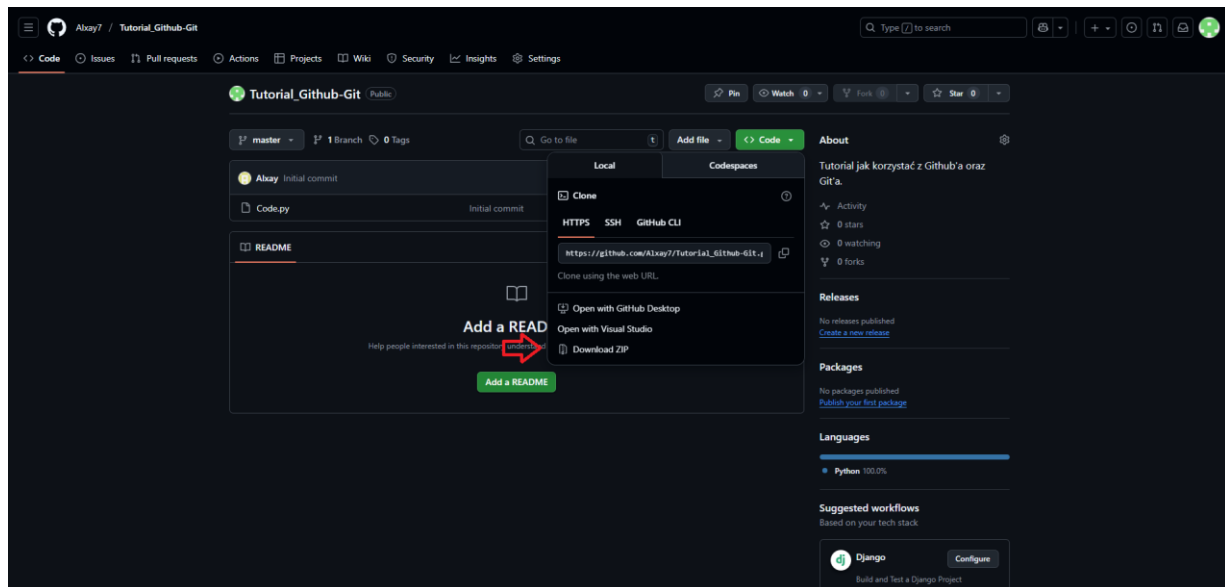 Alxay7 / Tutorial_Github-Git
Type / to search
Code Issues Pull requests Actions Projects Wiki Security Insights Settings
Tutorial_Github-Git Public
Pin Watch 0 Fork 0 Star 0
master 1 Branch 0 Tags
Go to file t Add file Code
Alxay Initial commit
Code.py Initial commit
README
Add a READ
Help people interested in this repository understand
Add a README
Local Codespaces
Clone
HTTPS SSH GitHub CLI
https://github.com/Alxay7/Tutorial_Github-Git.g
Clone using the web URL.
Open with GitHub Desktop
Open with Visual Studio
Download ZIP
About
Tutorial jak korzystać z Github'a oraz
Git'a.
Activity
0 stars
0 watching
0 forks
Releases
No releases published
Create a new release
Packages
No packages published
Publish your first package
Languages
Python 100.0%
Suggested workflows
Based on your tech stack
dj Django Configure
Build and Test a Django Project